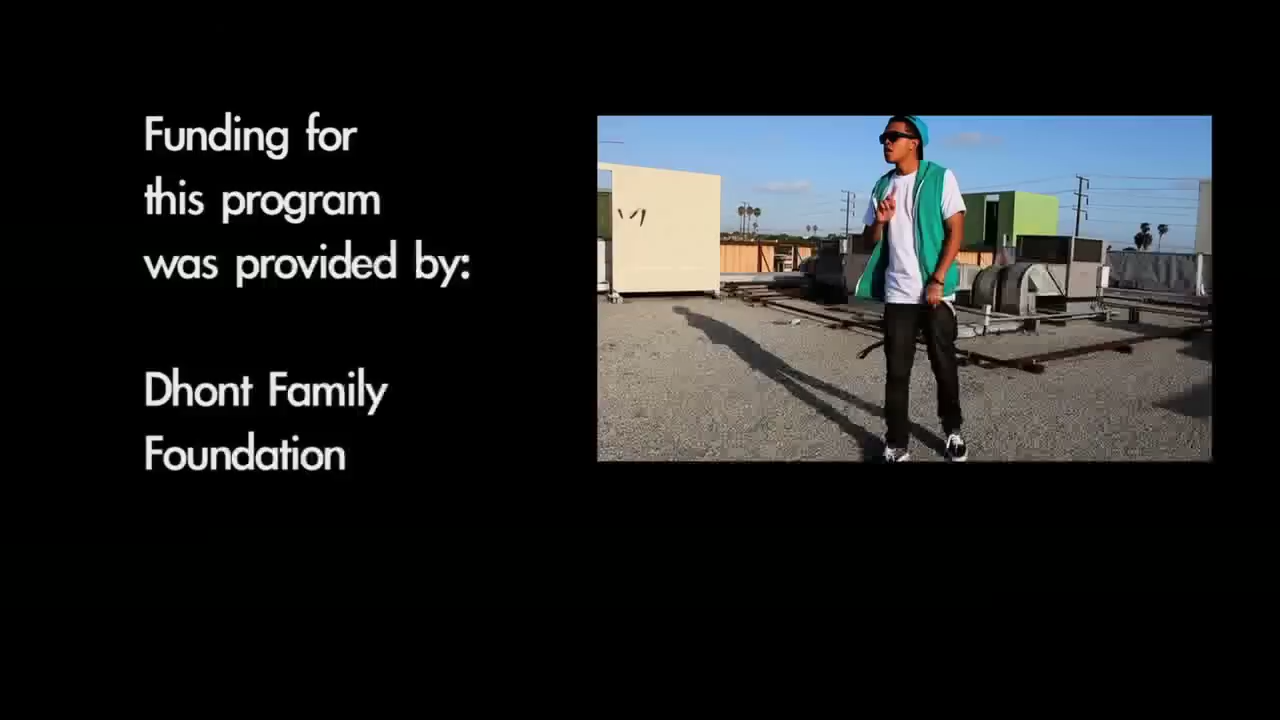 Funding for
this program
was provided by:
Dhont Family
Foundation